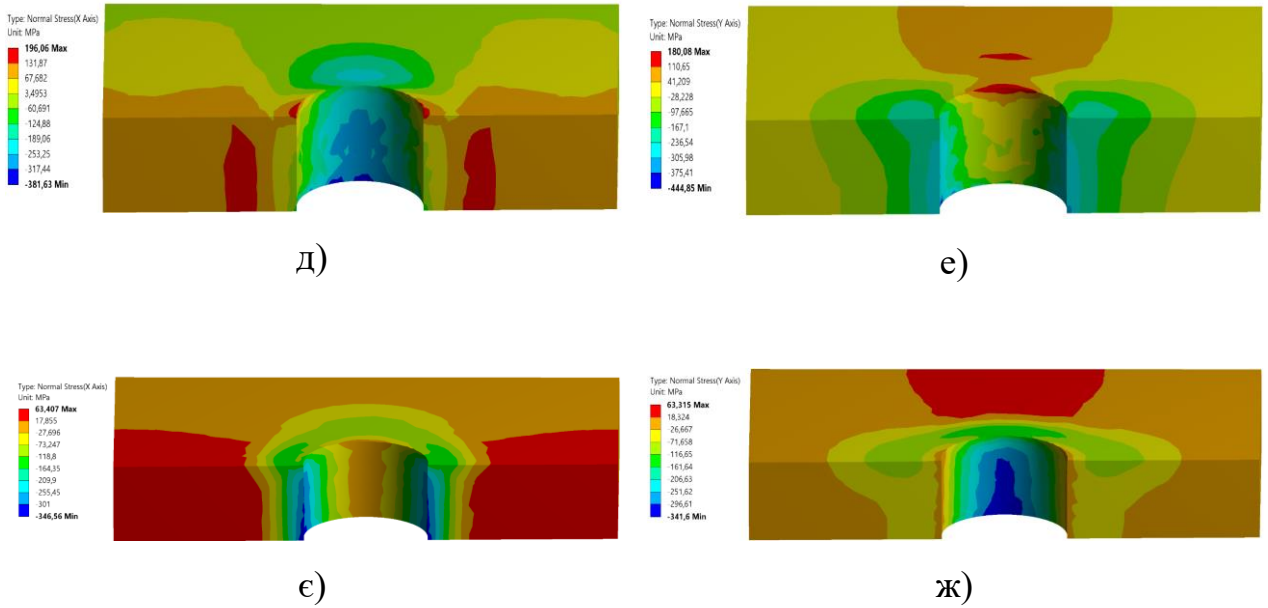 Type: Normal Stress(X Axis)
Unit: MPa
196,06 Max
131,87
67,682
3,4953
-60,691
-124,88
-189,06
-253,25
-317,44
-381,63 Min
д)
Type: Normal Stress(Y Axis)
Unit: MPa
180,08 Max
110,65
41,209
-28,228
-97,665
-167,1
-236,54
-305,98
-375,41
-444,85 Min
е)
Type: Normal Stress(X Axis)
Unit: MPa
63,407 Max
17,855
-27,696
-73,247
-118,8
-164,35
-209,9
-255,45
-301
-346,56 Min
є)
Type: Normal Stress(Y Axis)
Unit: MPa
63,315 Max
18,324
-26,667
-71,658
-116,65
-161,64
-206,63
-251,62
-296,61
-341,6 Min
ж)